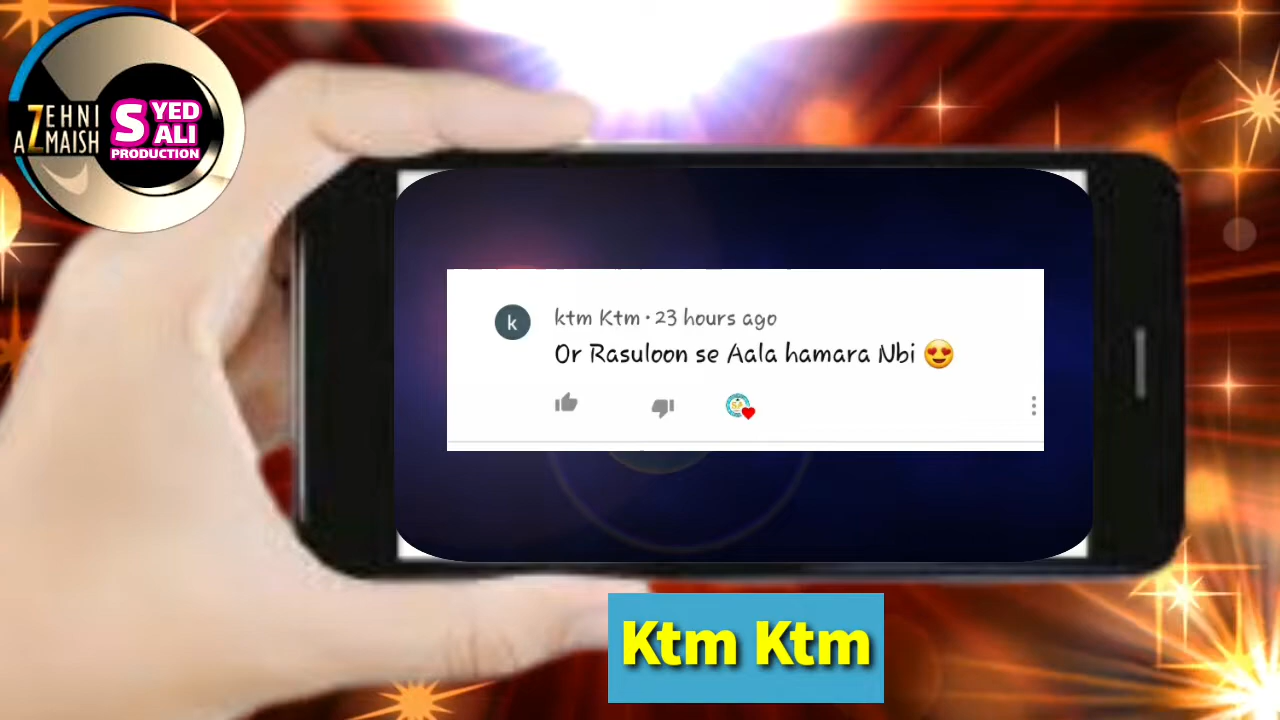 ZEHNI
AZMAISH
SYED
ALI
PRODUCTION
k
ktm Ktm · 23 hours ago
Or Rasuloon se Aala hamara Nbi 😍
Ktm Ktm